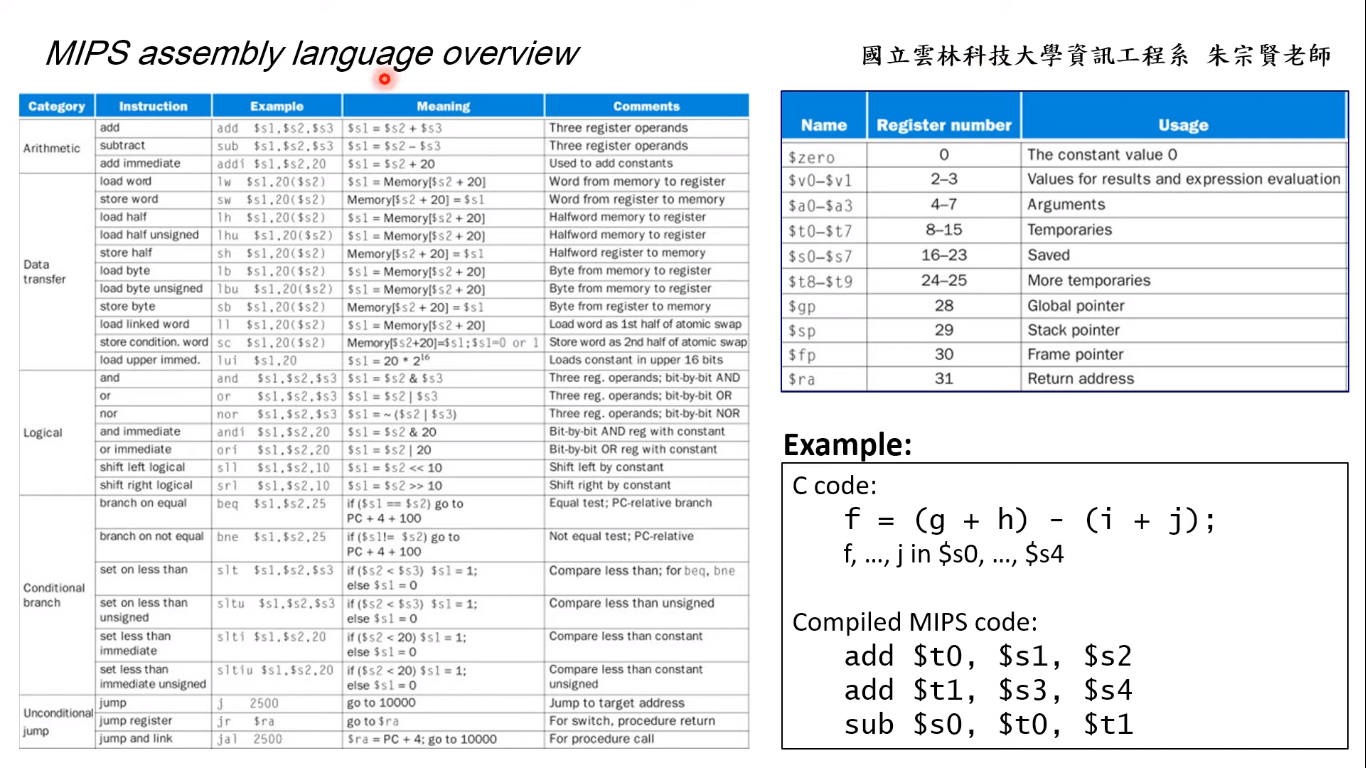 MIPS assembly language overview
國立雲林科技大學資訊工程系 朱宗賢老師
Category Instruction Example Meaning Comments
Arithmetic
add add $s1,$s2,$s3 $s1 = $s2 + $s3 Three register operands
subtract sub $s1,$s2,$s3 $s1 = $s2 – $s3 Three register operands
add immediate addi $s1,$s2,20 $s1 = $s2 + 20 Used to add constants
Data transfer
load word lw $s1,20($s2) $s1 = Memory[$s2 + 20] Word from memory to register
store word sw $s1,20($s2) Memory[$s2 + 20] = $s1 Word from register to memory
load half lh $s1,20($s2) $s1 = Memory[$s2 + 20] Halfword memory to register
load half unsigned lhu $s1,20($s2) $s1 = Memory[$s2 + 20] Halfword memory to register
store half sh $s1,20($s2) Memory[$s2 + 20] = $s1 Halfword register to memory
load byte lb $s1,20($s2) $s1 = Memory[$s2 + 20] Byte from memory to register
load byte unsigned lbu $s1,20($s2) $s1 = Memory[$s2 + 20] Byte from memory to register
store byte sb $s1,20($s2) Memory[$s2 + 20] = $s1 Byte from register to memory
load linked word ll $s1,20($s2) $s1 = Memory[$s2 + 20] Load word as 1st half of atomic swap
store condition. word sc $s1,20($s2) Memory[$s2+20]=$s1;$s1=0 or 1 Store word as 2nd half of atomic swap
load upper immed. lui $s1,20 $s1 = 20 * 2¹⁶ Loads constant in upper 16 bits
Logical
and and $s1,$s2,$s3 $s1 = $s2 & $s3 Three reg. operands; bit-by-bit AND
or or $s1,$s2,$s3 $s1 = $s2 | $s3 Three reg. operands; bit-by-bit OR
nor nor $s1,$s2,$s3 $s1 = ~ ($s2 | $s3) Three reg. operands; bit-by-bit NOR
and immediate andi $s1,$s2,20 $s1 = $s2 & 20 Bit-by-bit AND reg with constant
or immediate ori $s1,$s2,20 $s1 = $s2 | 20 Bit-by-bit OR reg with constant
shift left logical sll $s1,$s2,10 $s1 = $s2 << 10 Shift left by constant
shift right logical srl $s1,$s2,10 $s1 = $s2 >> 10 Shift right by constant
Conditional branch
branch on equal beq $s1,$s2,25 if ($s1 == $s2) go to PC + 4 + 100 Equal test; PC-relative branch
branch on not equal bne $s1,$s2,25 if ($s1!= $s2) go to PC + 4 + 100 Not equal test; PC-relative
set on less than slt $s1,$s2,$s3 if ($s2 < $s3) $s1 = 1; else $s1 = 0 Compare less than; for beq, bne
set on less than unsigned sltu $s1,$s2,$s3 if ($s2 < $s3) $s1 = 1; else $s1 = 0 Compare less than unsigned
set less than immediate slti $s1,$s2,20 if ($s2 < 20) $s1 = 1; else $s1 = 0 Compare less than constant
set less than immediate unsigned sltiu $s1,$s2,20 if ($s2 < 20) $s1 = 1; else $s1 = 0 Compare less than constant unsigned
Unconditional jump
jump j 2500 go to 10000 Jump to target address
jump register jr $ra go to $ra For switch, procedure return
jump and link jal 2500 $ra = PC + 4; go to 10000 For procedure call
Name Register number Usage
$zero 0 The constant value 0
$v0–$v1 2–3 Values for results and expression evaluation
$a0–$a3 4–7 Arguments
$t0–$t7 8–15 Temporaries
$s0–$s7 16–23 Saved
$t8–$t9 24–25 More temporaries
$gp 28 Global pointer
$sp 29 Stack pointer
$fp 30 Frame pointer
$ra 31 Return address
Example:
C code:
f = (g + h) - (i + j);
f, …, j in $s0, …, $s4
Compiled MIPS code:
add $t0, $s1, $s2
add $t1, $s3, $s4
sub $s0, $t0, $t1